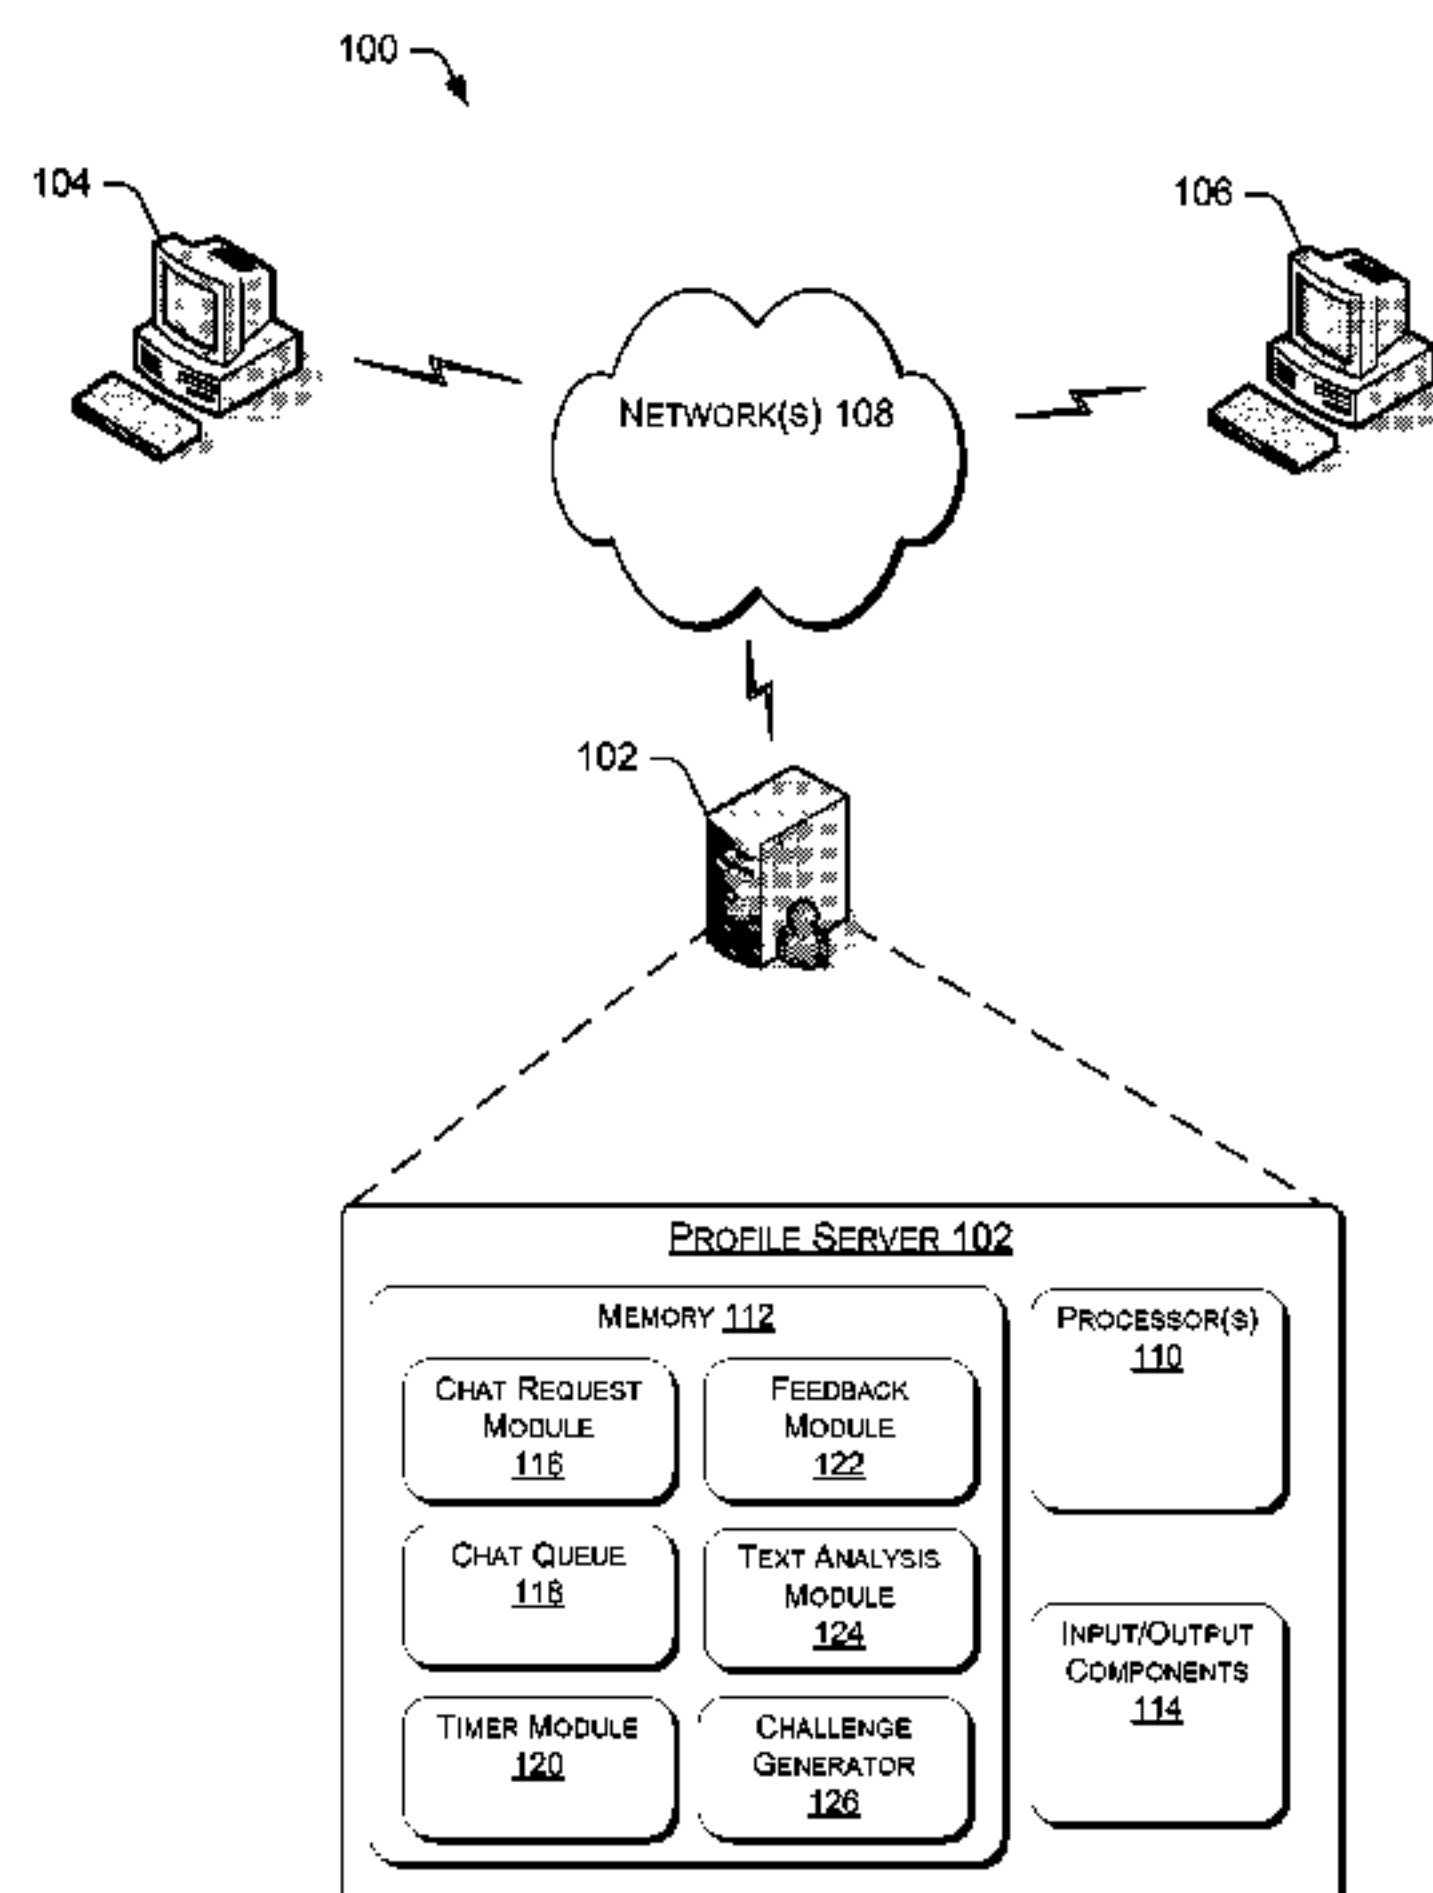 100
104
106
NETWORK(S) 108
102
PROFILE SERVER 102
MEMORY 112
PROCESSOR(S)
110
CHAT REQUEST
MODULE
116
FEEDBACK
MODULE
122
CHAT QUEUE
118
TEXT ANALYSIS
MODULE
124
INPUT/OUTPUT
COMPONENTS
114
TIMER MODULE
120
CHALLENGE
GENERATOR
126